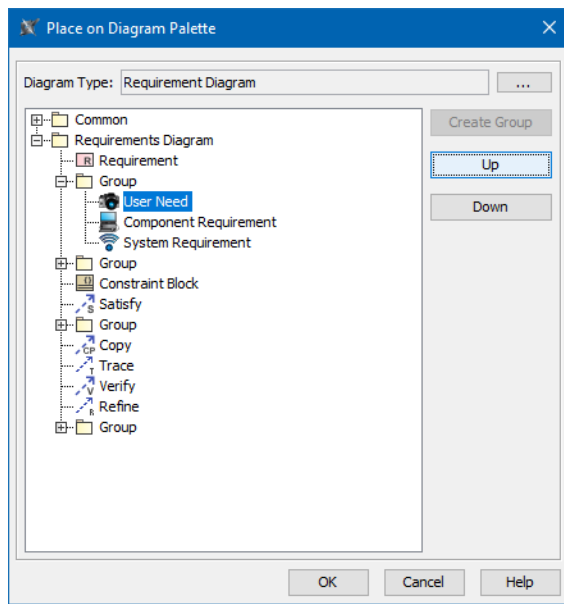 Place on Diagram Palette
Diagram Type: Requirement Diagram ...
Common
Create Group
Requirements Diagram
R Requirement
Up
Group
User Need
Down
Component Requirement
System Requirement
Group
Constraint Block
S Satisfy
Group
CP Copy
T Trace
V Verify
R Refine
Group
OK Cancel Help